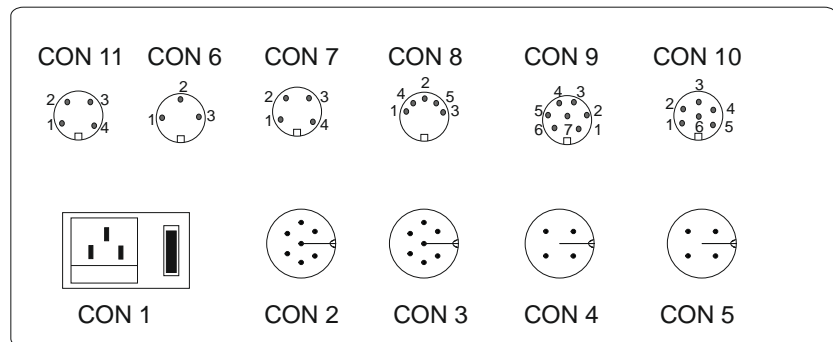 CON 11 CON 6 CON 7 CON 8 CON 9 CON 10
2 3 1 4
2 1 3
2 3 1 4
2 4 5 1 3
4 3 5 2 6 7 1
3 2 4 1 6 5
CON 1 CON 2 CON 3 CON 4 CON 5